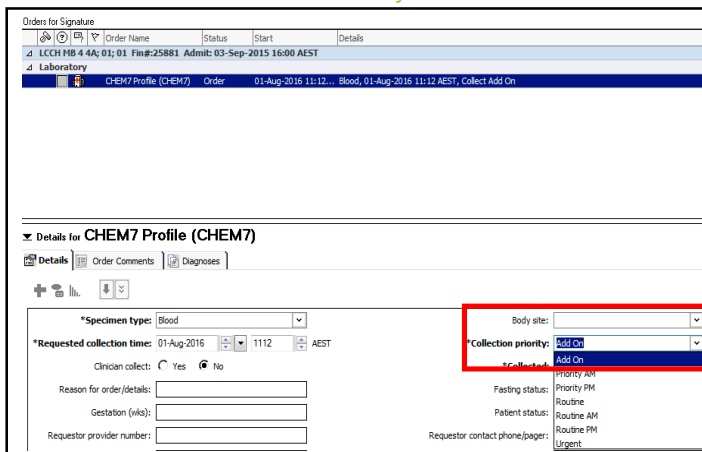 Orders for Signature
Order Name Status Start Details
LCCH MB 4 4A; 01; 01 Fin#:25881 Admit: 03-Sep-2015 16:00 AEST
Laboratory
CHEM7 Profile (CHEM7) Order 01-Aug-2016 11:12... Blood, 01-Aug-2016 11:12 AEST, Collect Add On
Details for CHEM7 Profile (CHEM7)
Details Order Comments Diagnoses
*Specimen type: Blood Body site:
*Requested collection time: 01-Aug-2016 1112 AEST *Collection priority: Add On
Clinician collect: Yes No *Collected: Add On
Priority AM
Reason for order/details: Fasting status: Priority PM
Routine
Gestation (wks): Patient status: Routine AM
Routine PM
Requestor provider number: Requestor contact phone/pager: Urgent